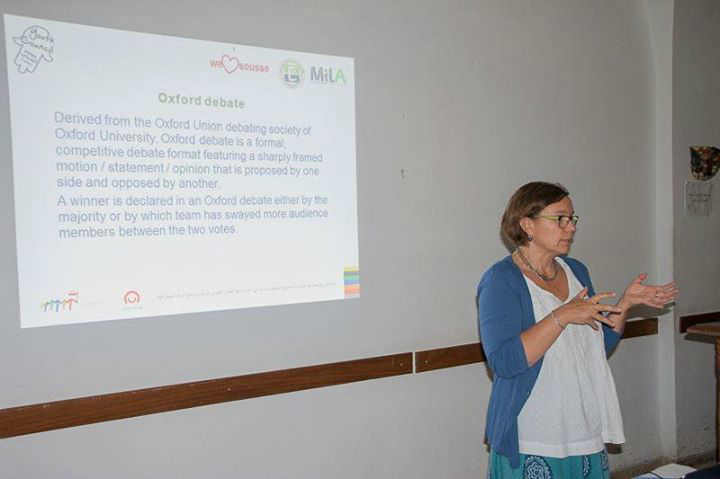 Youth
Council
we sousse
MILA
Oxford debate
Derived from the Oxford Union debating society of
Oxford University, Oxford debate is a formal,
competitive debate format featuring a sharply framed
motion / statement / opinion that is proposed by one
side and opposed by another.
A winner is declared in an Oxford debate either by the
majority or by which team has swayed more audience
members between the two votes.